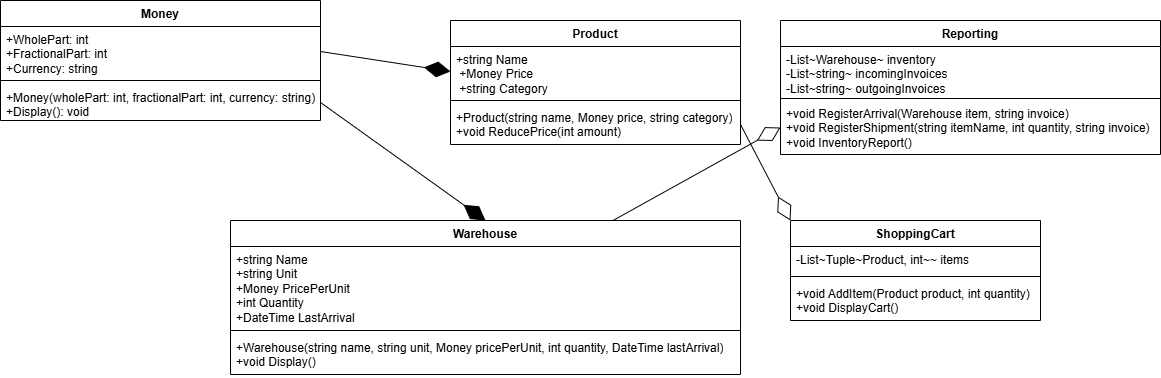 Money
+WholePart: int
+FractionalPart: int
+Currency: string
+Money(wholePart: int, fractionalPart: int, currency: string)
+Display(): void
Product
+string Name
+Money Price
+string Category
+Product(string name, Money price, string category)
+void ReducePrice(int amount)
Reporting
-List~Warehouse~ inventory
-List~string~ incomingInvoices
-List~string~ outgoingInvoices
+void RegisterArrival(Warehouse item, string invoice)
+void RegisterShipment(string itemName, int quantity, string invoice)
+void InventoryReport()
Warehouse
+string Name
+string Unit
+Money PricePerUnit
+int Quantity
+DateTime LastArrival
+Warehouse(string name, string unit, Money pricePerUnit, int quantity, DateTime lastArrival)
+void Display()
ShoppingCart
-List~Tuple~Product, int~~ items
+void AddItem(Product product, int quantity)
+void DisplayCart()